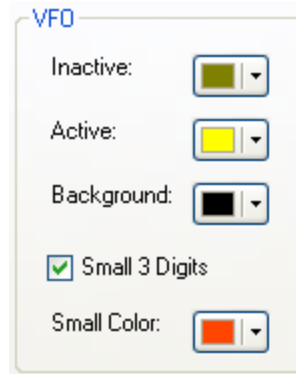 VFO
Inactive:
Active:
Background:
Small 3 Digits
Small Color: